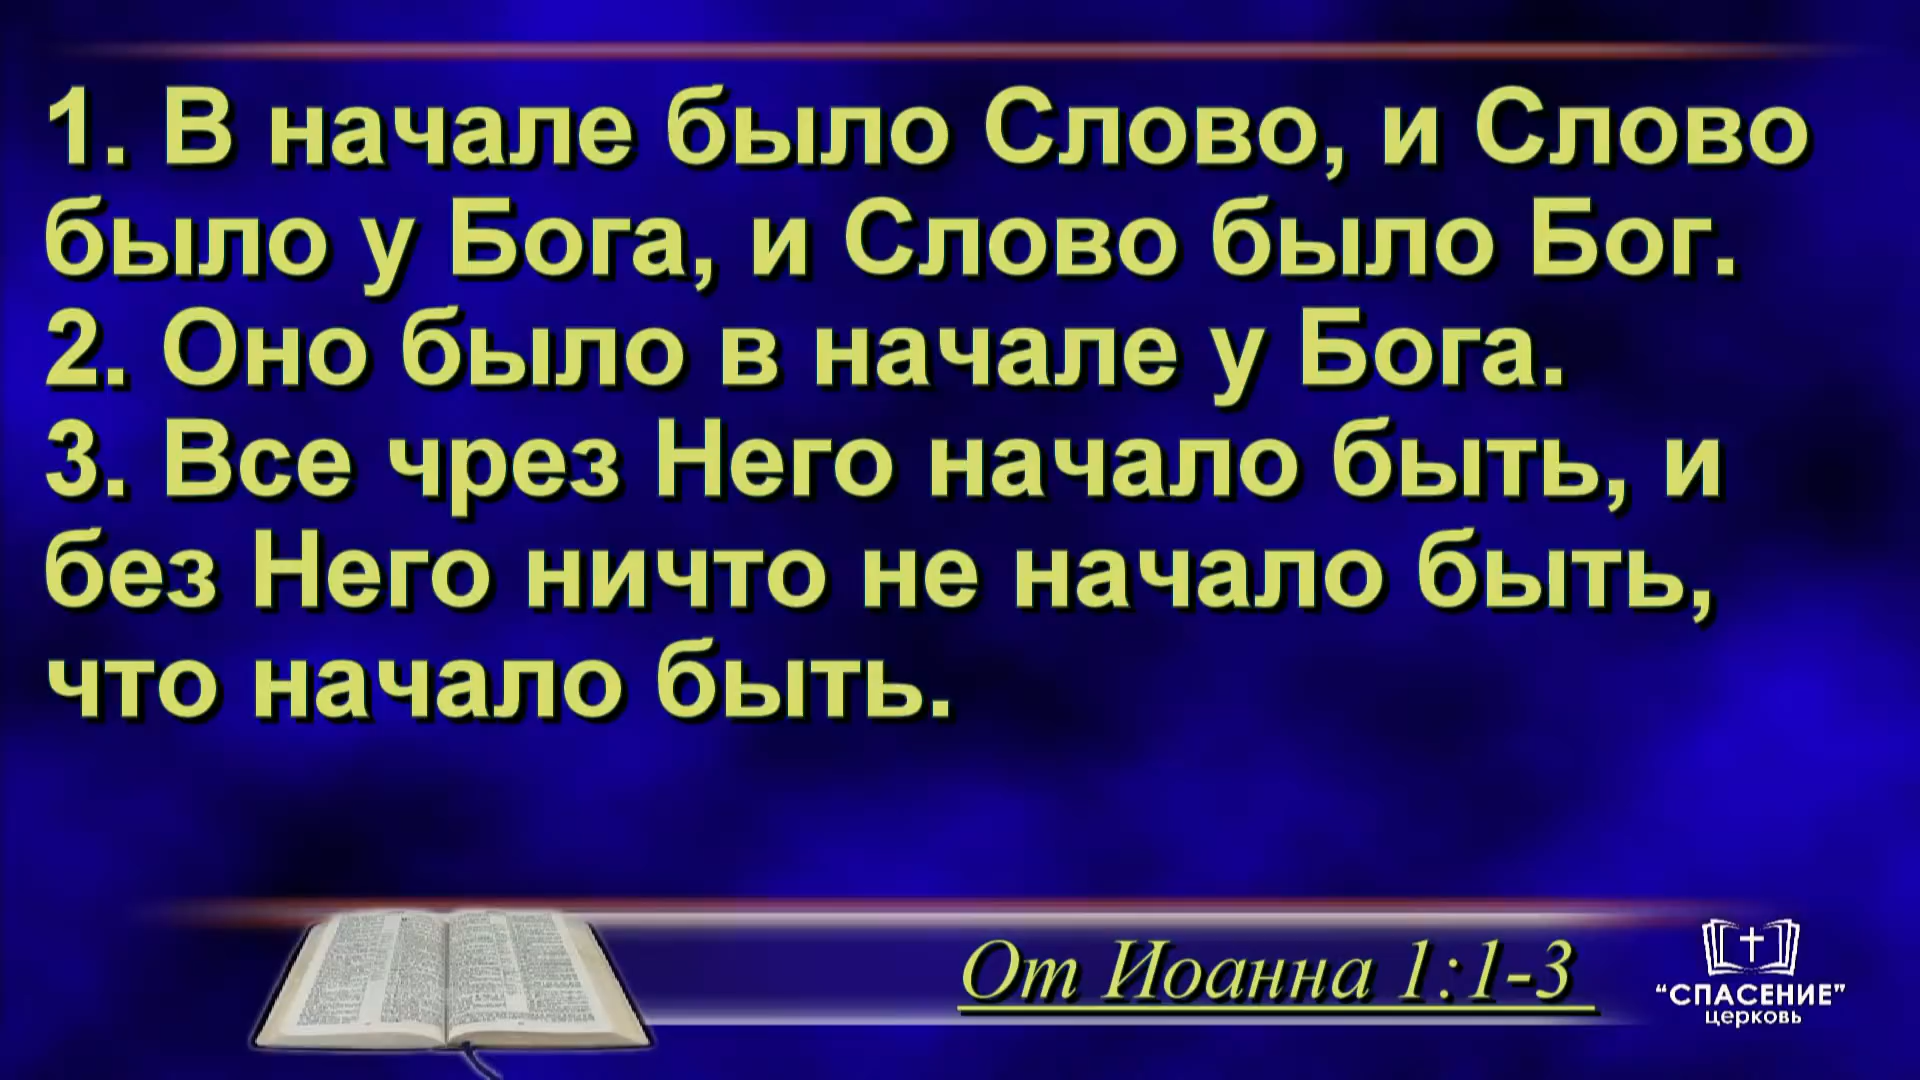 1. В начале было Слово, и Слово
было у Бога, и Слово было Бог.
2. Оно было в начале у Бога.
3. Все чрез Него начало быть, и
без Него ничто не начало быть,
что начало быть.
От Иоанна 1:1-3
“СПАСЕНИЕ”
церковь